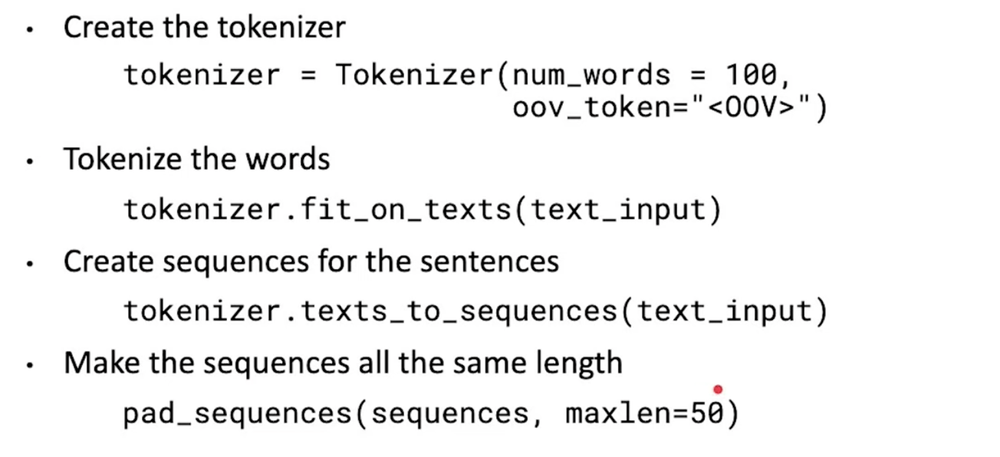 • Create the tokenizer
tokenizer = Tokenizer(num_words = 100,
oov_token="<OOV>")
• Tokenize the words
tokenizer.fit_on_texts(text_input)
• Create sequences for the sentences
tokenizer.texts_to_sequences(text_input)
• Make the sequences all the same length
pad_sequences(sequences, maxlen=50)